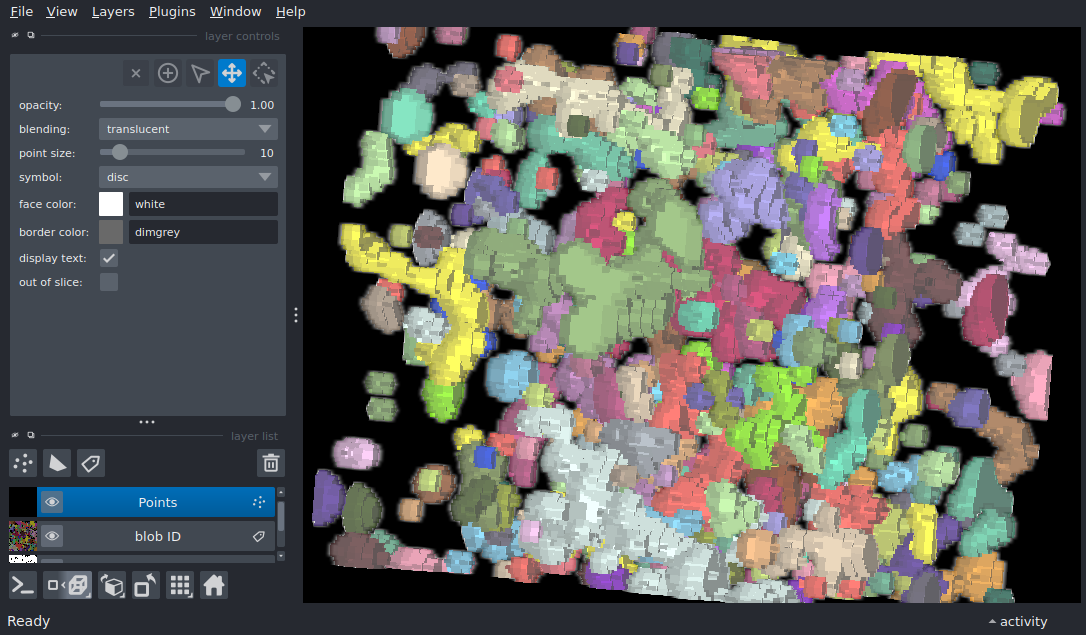 File View Layers Plugins Window Help
layer controls
opacity: 1.00
blending: translucent
point size: 10
symbol: disc
face color: white
border color: dimgrey
display text:
out of slice:
layer list
Points
blob ID
Ready activity